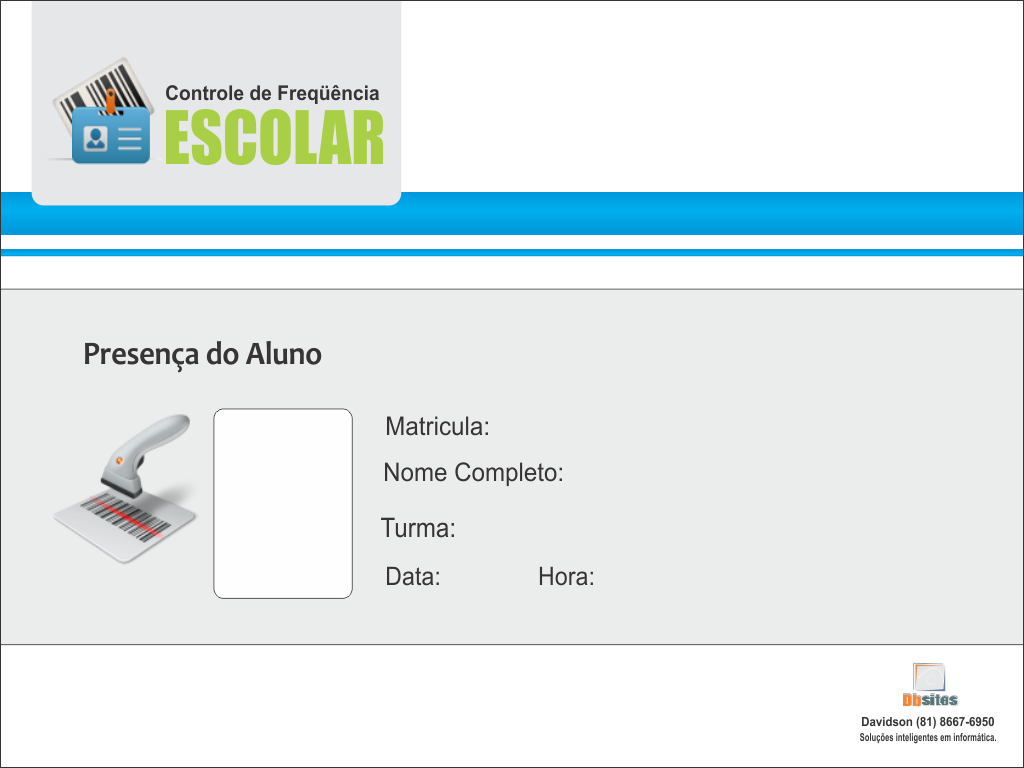 Controle de Freqüência
ESCOLAR
Presença do Aluno
Matricula:
Nome Completo:
Turma:
Data: Hora:
Dbsites
Davidson (81) 8667-6950
Soluções inteligentes em informática.